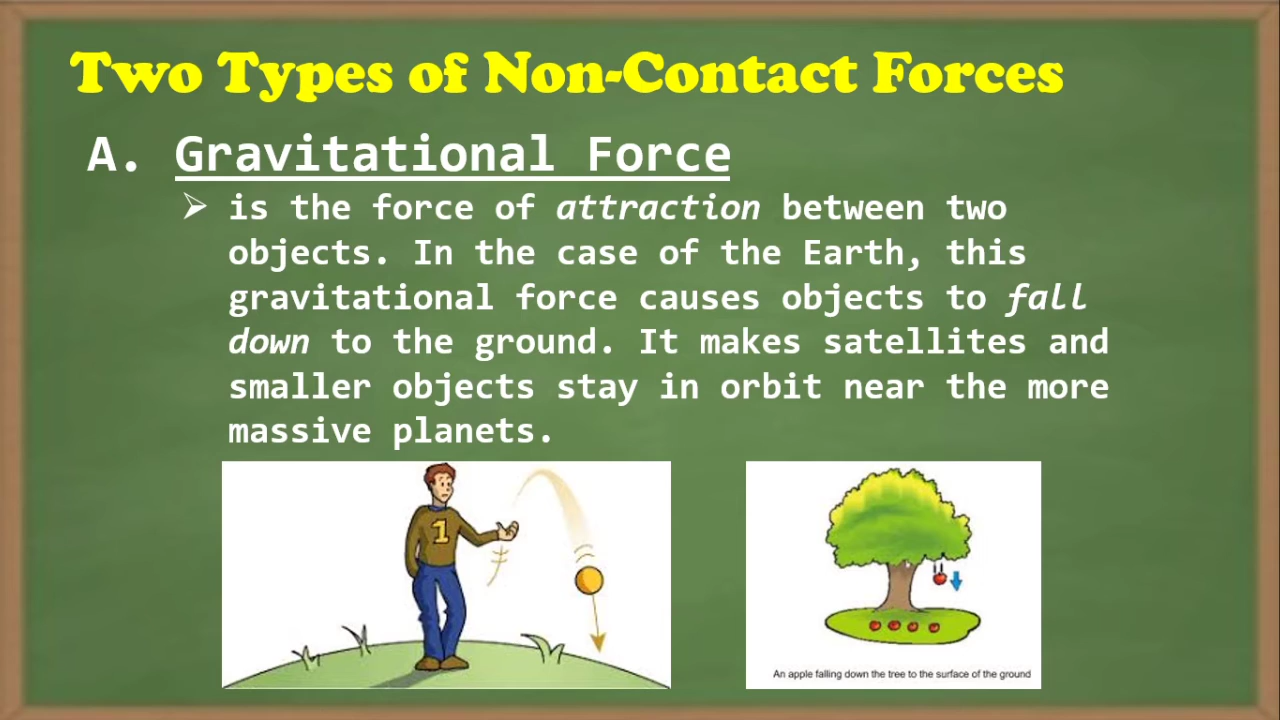 Two Types of Non-Contact Forces
A. Gravitational Force
➢ is the force of attraction between two
objects. In the case of the Earth, this
gravitational force causes objects to fall
down to the ground. It makes satellites and
smaller objects stay in orbit near the more
massive planets.
1
An apple falling down the tree to the surface of the ground